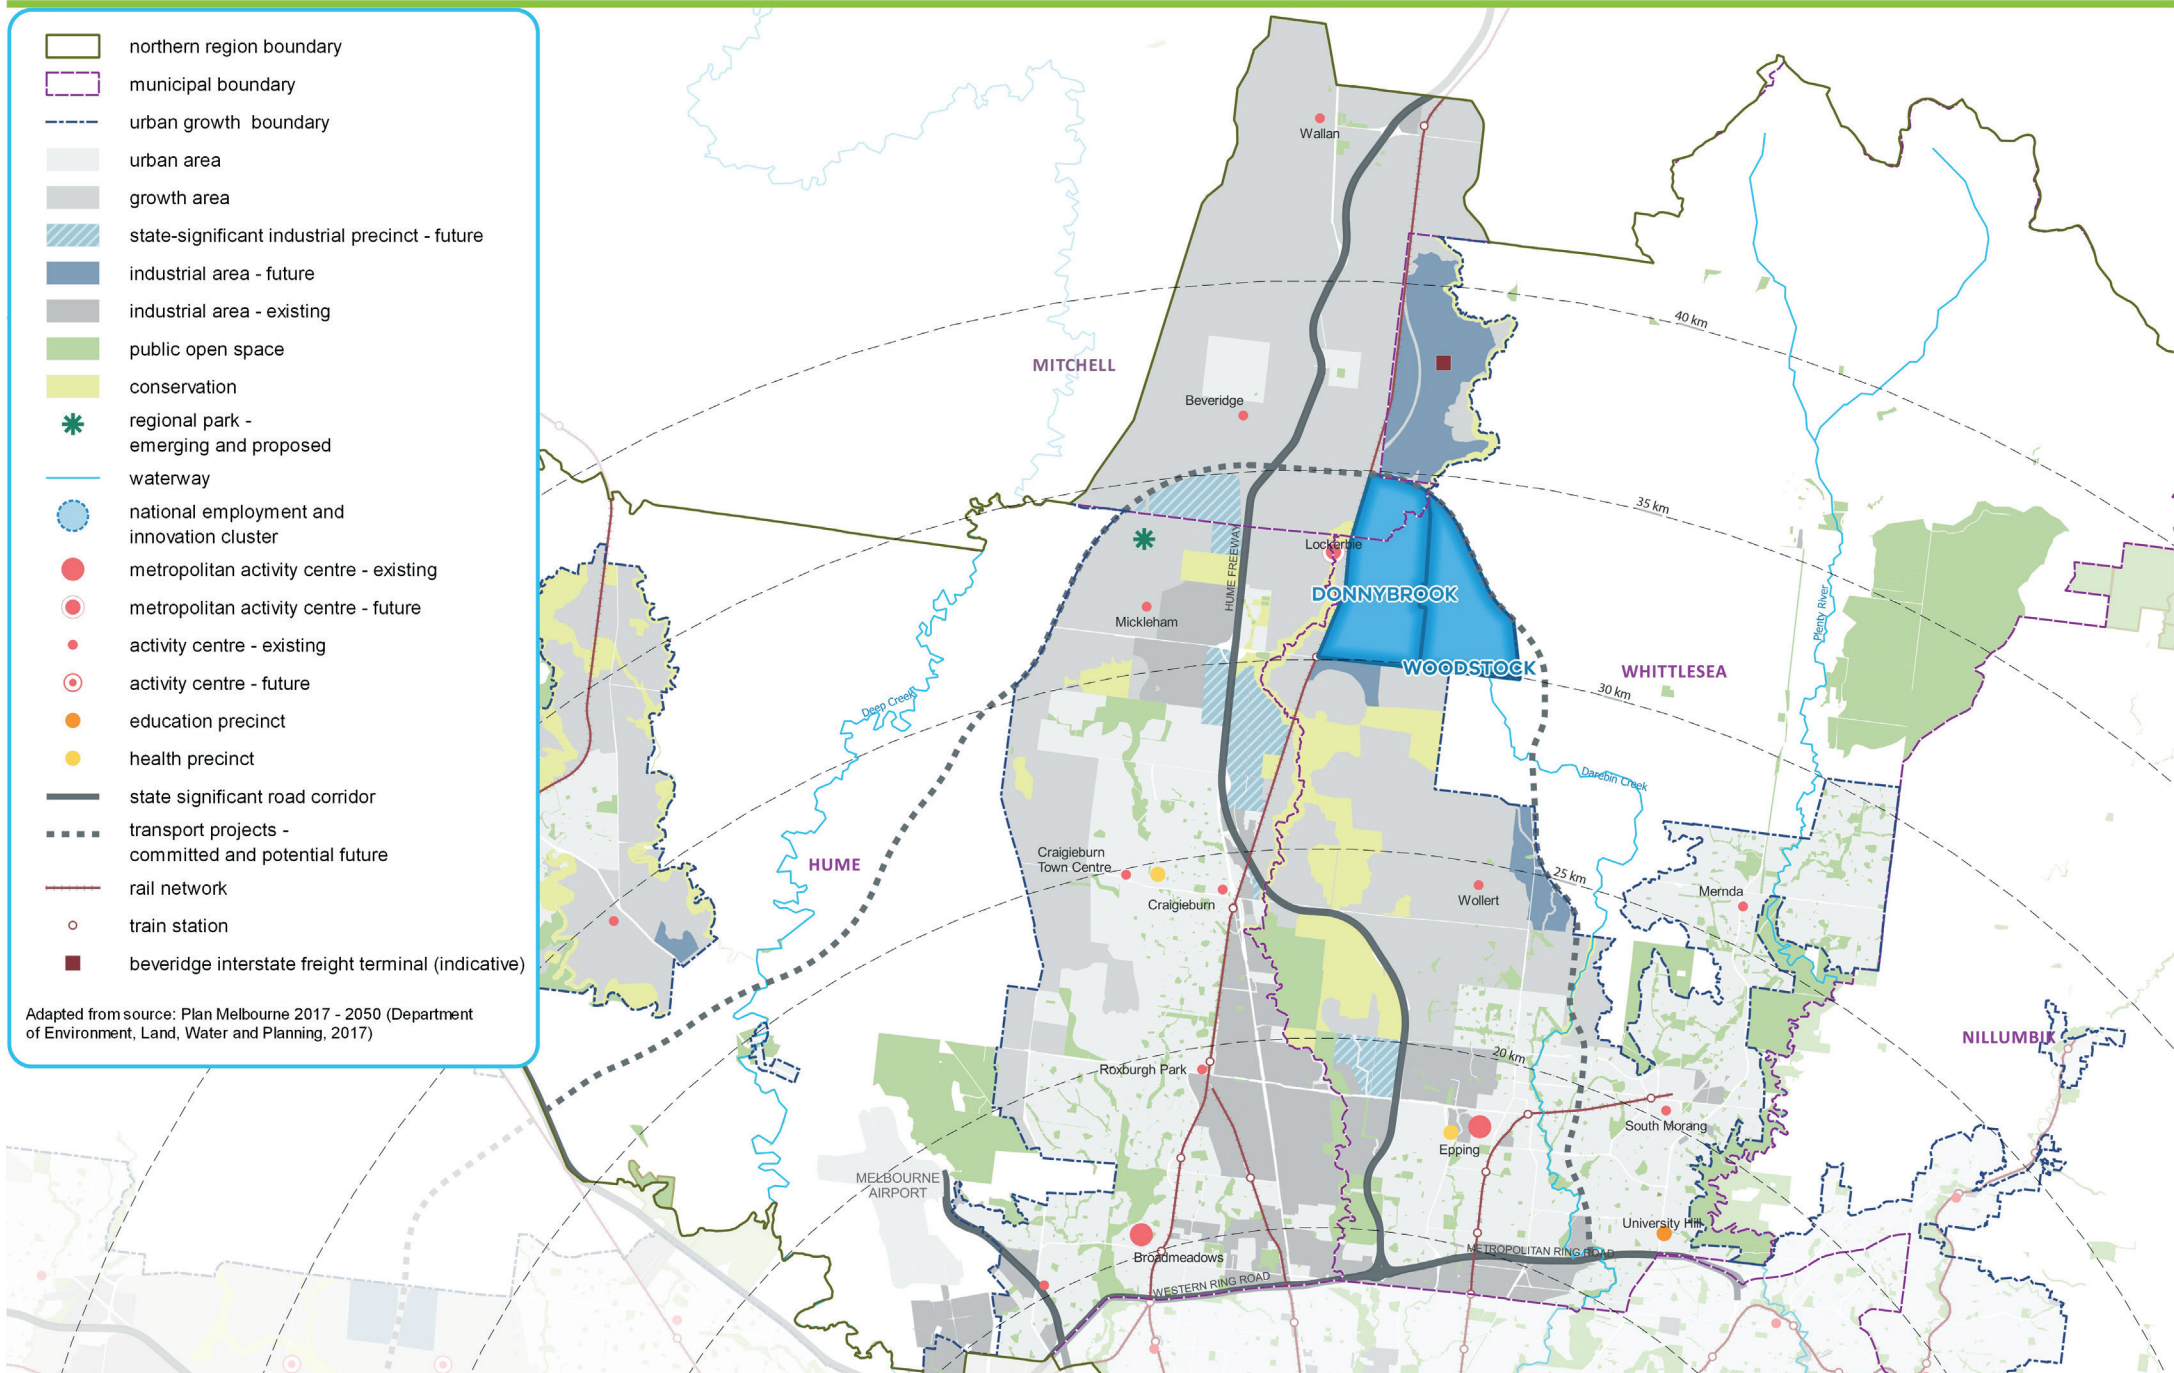 northern region boundary
municipal boundary
urban growth boundary
urban area
growth area
state-significant industrial precinct - future
industrial area - future
industrial area - existing
public open space
conservation
regional park -
emerging and proposed
waterway
national employment and
innovation cluster
metropolitan activity centre - existing
metropolitan activity centre - future
activity centre - existing
activity centre - future
education precinct
health precinct
state significant road corridor
transport projects -
committed and potential future
rail network
train station
beveridge interstate freight terminal (indicative)
Adapted from source: Plan Melbourne 2017 - 2050 (Department
of Environment, Land, Water and Planning, 2017)
Wallan
40 km
MITCHELL
Beveridge
35 km
HUME FREEWAY
Lockerbie
DONNYBROOK
Mickleham
Plenty River
WOODSTOCK
WHITTLESEA
30 km
Deep Creek
Darebin Creek
Craigieburn
Town Centre
HUME
25 km
Mernda
Wollert
Craigieburn
NILLUMBIK
20 km
Roxburgh Park
South Morang
Epping
MELBOURNE
AIRPORT
University Hill
Broadmeadows
METROPOLITAN RING ROAD
WESTERN RING ROAD